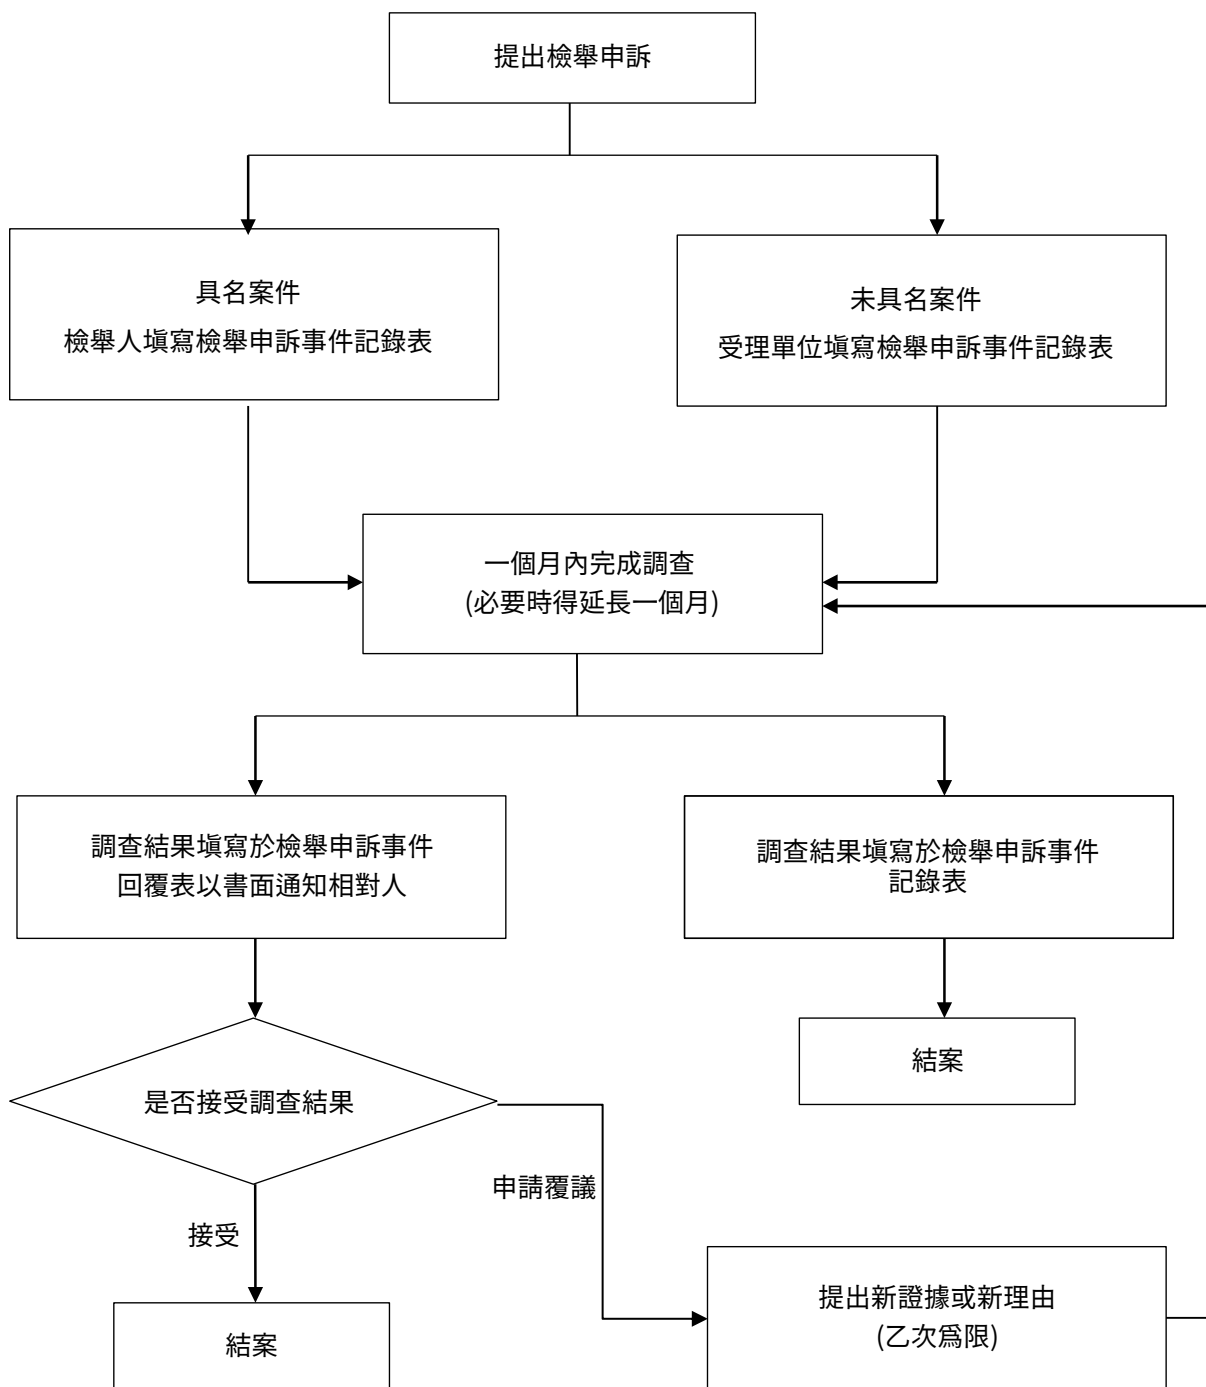 提出檢舉申訴
具名案件
檢舉人填寫檢舉申訴事件記錄表
未具名案件
受理單位填寫檢舉申訴事件記錄表
一個月內完成調查
(必要時得延長一個月)
調查結果填寫於檢舉申訴事件
回覆表以書面通知相對人
調查結果填寫於檢舉申訴事件
記錄表
是否接受調查結果
結案
申請覆議
接受
提出新證據或新理由
(乙次為限)
結案